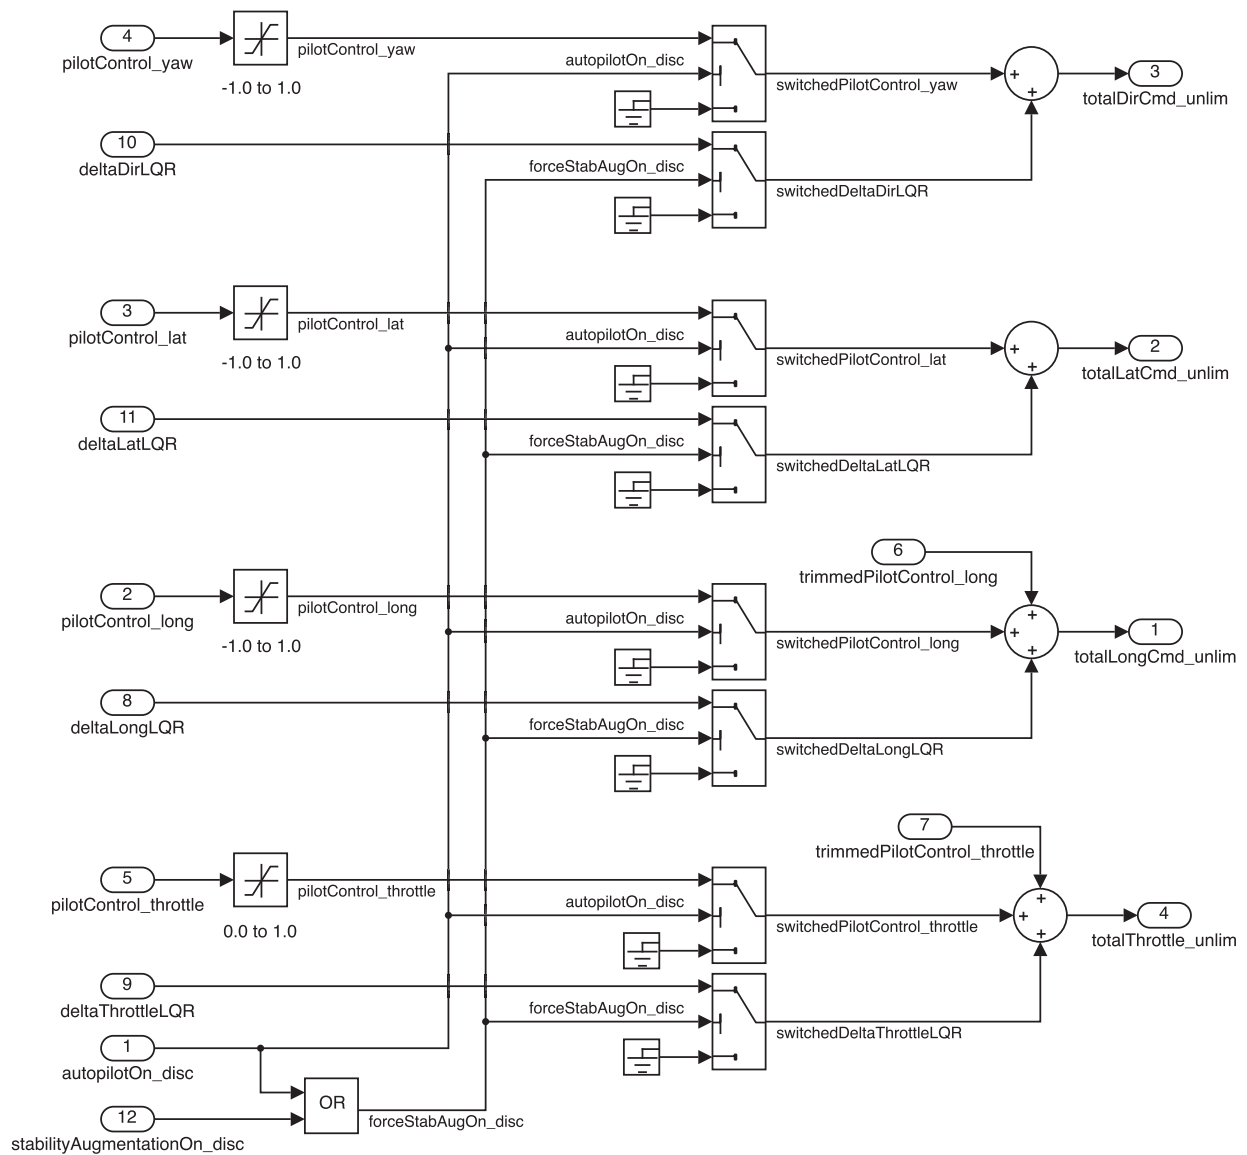 4
pilotControl_yaw
-1.0 to 1.0
pilotControl_yaw
autopilotOn_disc
switchedPilotControl_yaw
+
+
3
totalDirCmd_unlim
10
deltaDirLQR
forceStabAugOn_disc
switchedDeltaDirLQR
3
pilotControl_lat
-1.0 to 1.0
pilotControl_lat
autopilotOn_disc
switchedPilotControl_lat
+
+
2
totalLatCmd_unlim
11
deltaLatLQR
forceStabAugOn_disc
switchedDeltaLatLQR
6
trimmedPilotControl_long
2
pilotControl_long
-1.0 to 1.0
pilotControl_long
autopilotOn_disc
switchedPilotControl_long
+
+
+
1
totalLongCmd_unlim
8
deltaLongLQR
forceStabAugOn_disc
switchedDeltaLongLQR
7
trimmedPilotControl_throttle
5
pilotControl_throttle
0.0 to 1.0
pilotControl_throttle
autopilotOn_disc
switchedPilotControl_throttle
+
+
+
4
totalThrottle_unlim
9
deltaThrottleLQR
forceStabAugOn_disc
switchedDeltaThrottleLQR
1
autopilotOn_disc
OR
forceStabAugOn_disc
12
stabilityAugmentationOn_disc